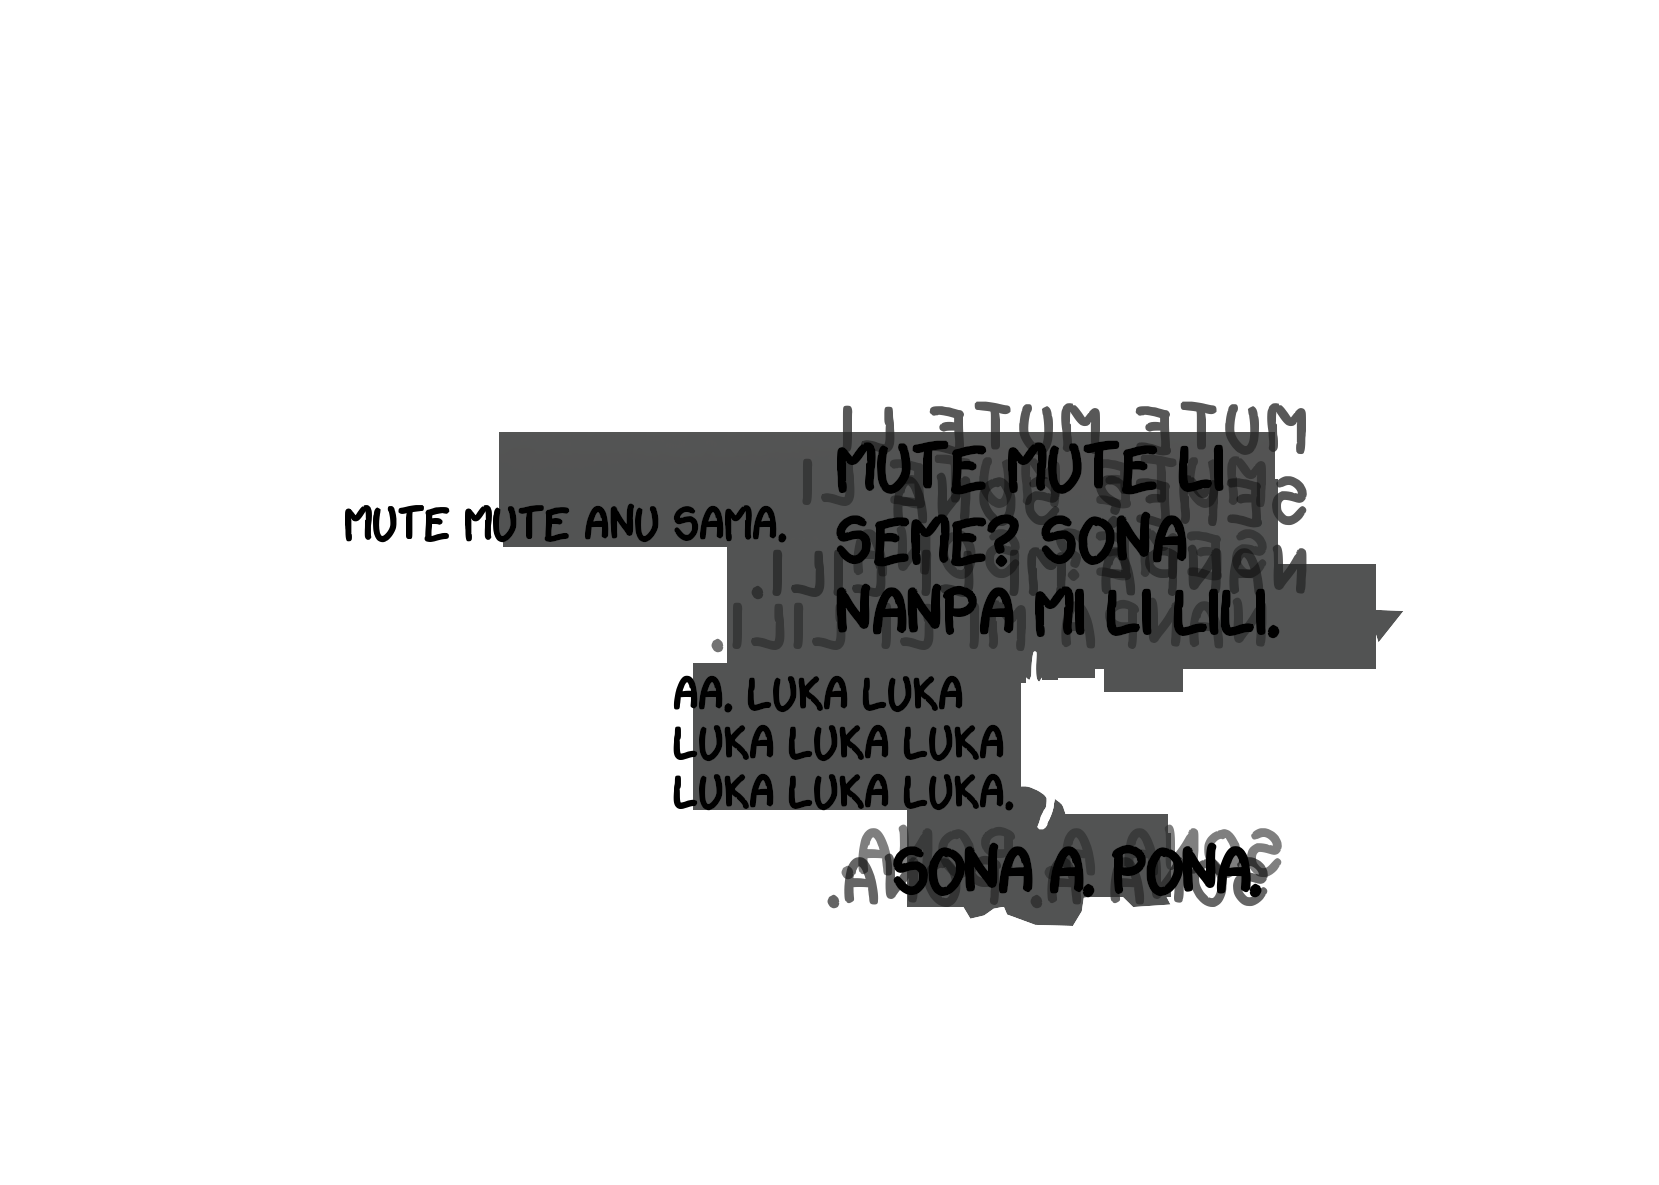 MUTE MUTE ANU SAMA.
MUTE MUTE LI
SEME? SONA
NANPA MI LI LILI.
AA. LUKA LUKA
LUKA LUKA LUKA
LUKA LUKA LUKA.
SONA A. PONA.